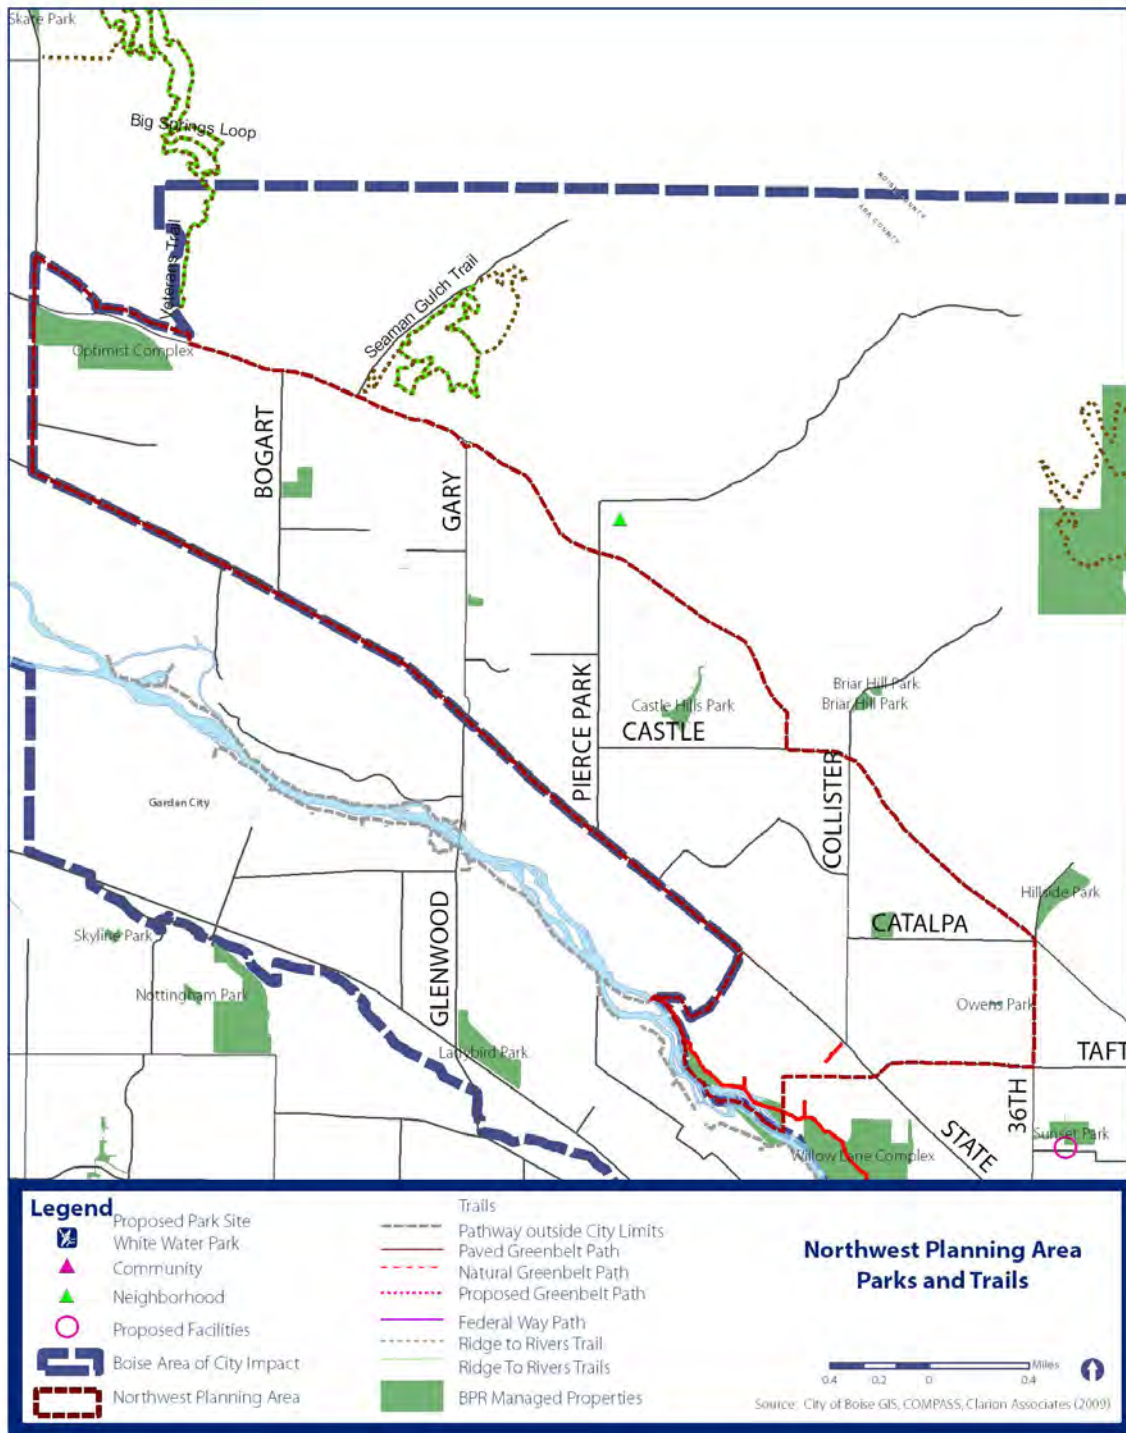 Skate Park
Big Springs Loop
BOISE COUNTY
ADA COUNTY
Veterans Trail
Seaman Gulch Trail
Optimist Complex
BOGART
GARY
PIERCE PARK
Castle Hills Park
CASTLE
Briar Hill Park
Briar Hill Park
COLLISTER
Garden City
GLENWOOD
Hillside Park
CATALPA
Skyline Park
Nottingham Park
Owens Park
Ladybird Park
TAFT
36TH
STATE
Sunset Park
Willow Lane Complex
Legend
Proposed Park Site
White Water Park
Community
Neighborhood
Proposed Facilities
Boise Area of City Impact
Northwest Planning Area
Trails
Pathway outside City Limits
Paved Greenbelt Path
Natural Greenbelt Path
Proposed Greenbelt Path
Federal Way Path
Ridge to Rivers Trail
Ridge To Rivers Trails
BPR Managed Properties
Northwest Planning Area
Parks and Trails
Miles
0.4 0.2 0 0.4
Source: City of Boise GIS, COMPASS, Clarion Associates (2009)